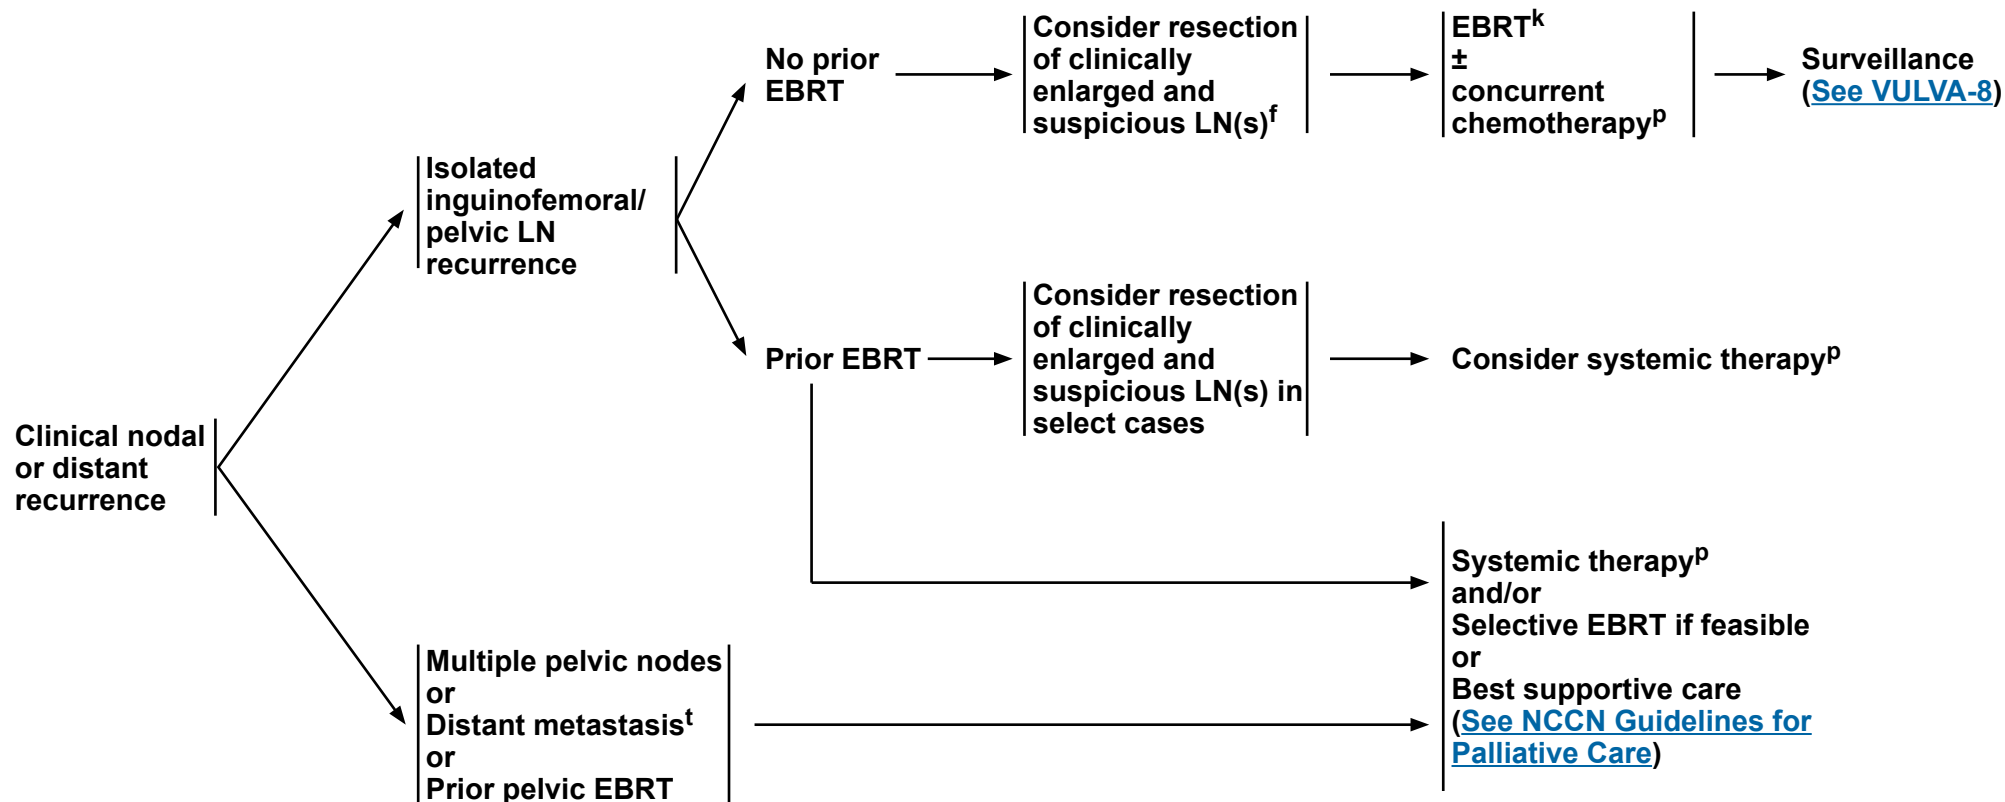 Clinical nodal
or distant
recurrence
Isolated
inguinofemoral/
pelvic LN
recurrence
No prior
EBRT
Consider resection
of clinically
enlarged and
suspicious LN(s)f
EBRTk
±
concurrent
chemotherapyp
Surveillance
(See VULVA-8)
Prior EBRT
Consider resection
of clinically
enlarged and
suspicious LN(s) in
select cases
Consider systemic therapyp
Multiple pelvic nodes
or
Distant metastasist
or
Prior pelvic EBRT
Systemic therapyp
and/or
Selective EBRT if feasible
or
Best supportive care
(See NCCN Guidelines for
Palliative Care)